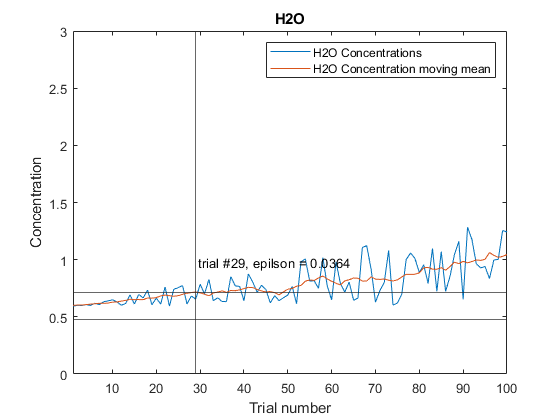 H2O
3
H2O Concentrations
H2O Concentration moving mean
2.5
2
Concentration
1.5
trial #29, epilson = 0.0364
1
0.5
0
10 20 30 40 50 60 70 80 90 100
Trial number